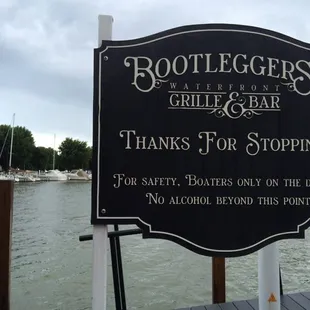 BOOTLEGGERS
WATERFRONT
GRILLE & BAR
THANKS FOR STOPPIN
FOR SAFETY, BOATERS ONLY ON THE
NO ALCOHOL BEYOND THIS POINT